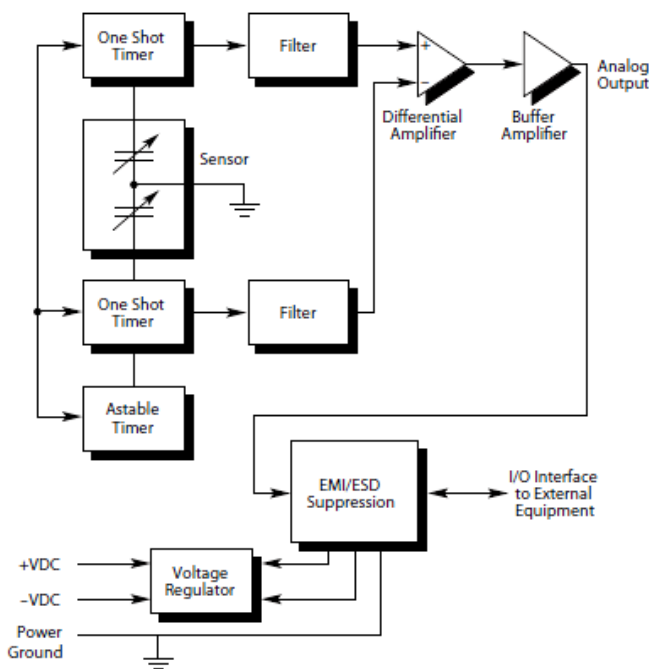 One Shot
Timer
Filter
+
−
Differential
Amplifier
Buffer
Amplifier
Analog
Output
Sensor
One Shot
Timer
Filter
Astable
Timer
EMI/ESD
Suppression
I/O Interface
to External
Equipment
+VDC
−VDC
Voltage
Regulator
Power
Ground